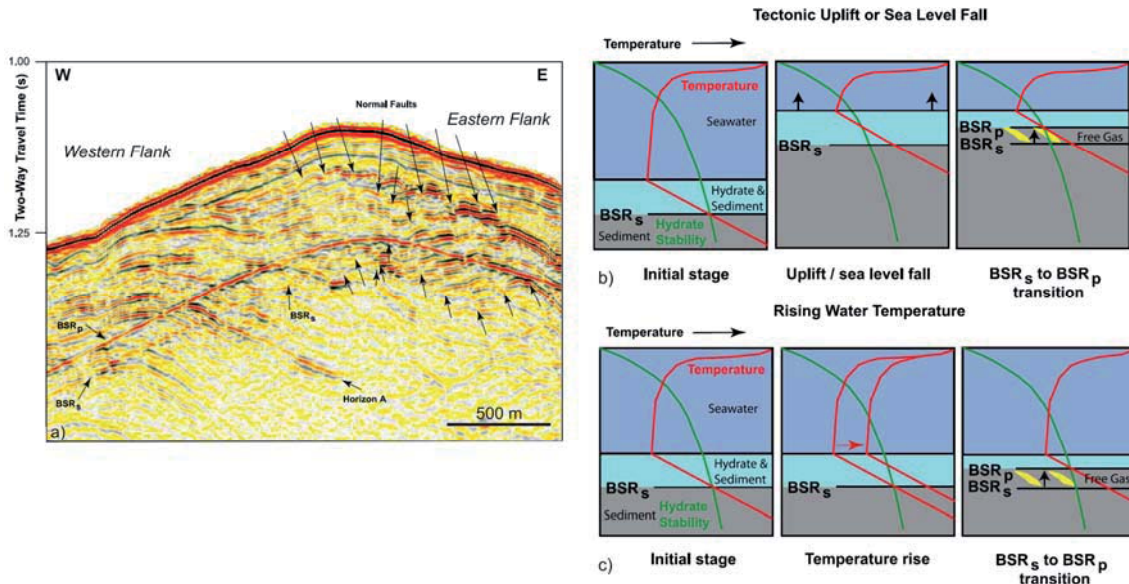 1.00
1.25
Two-Way Travel Time (s)
W
E
Normal Faults
Western Flank
Eastern Flank
BSRp
BSRs
BSRs
Horizon A
500 m
a)
Tectonic Uplift or Sea Level Fall
Temperature
Temperature
Seawater
Hydrate &
Sediment
BSRs
Sediment
Hydrate
Stability
BSRs
BSRp
BSRs
Free Gas
b)
Initial stage
Uplift / sea level fall
BSRs to BSRp
transition
Rising Water Temperature
Temperature
Temperature
Seawater
Hydrate &
Sediment
BSRs
Sediment
Hydrate
Stability
BSRs
BSRp
BSRs
Free Gas
c)
Initial stage
Temperature rise
BSRs to BSRp
transition